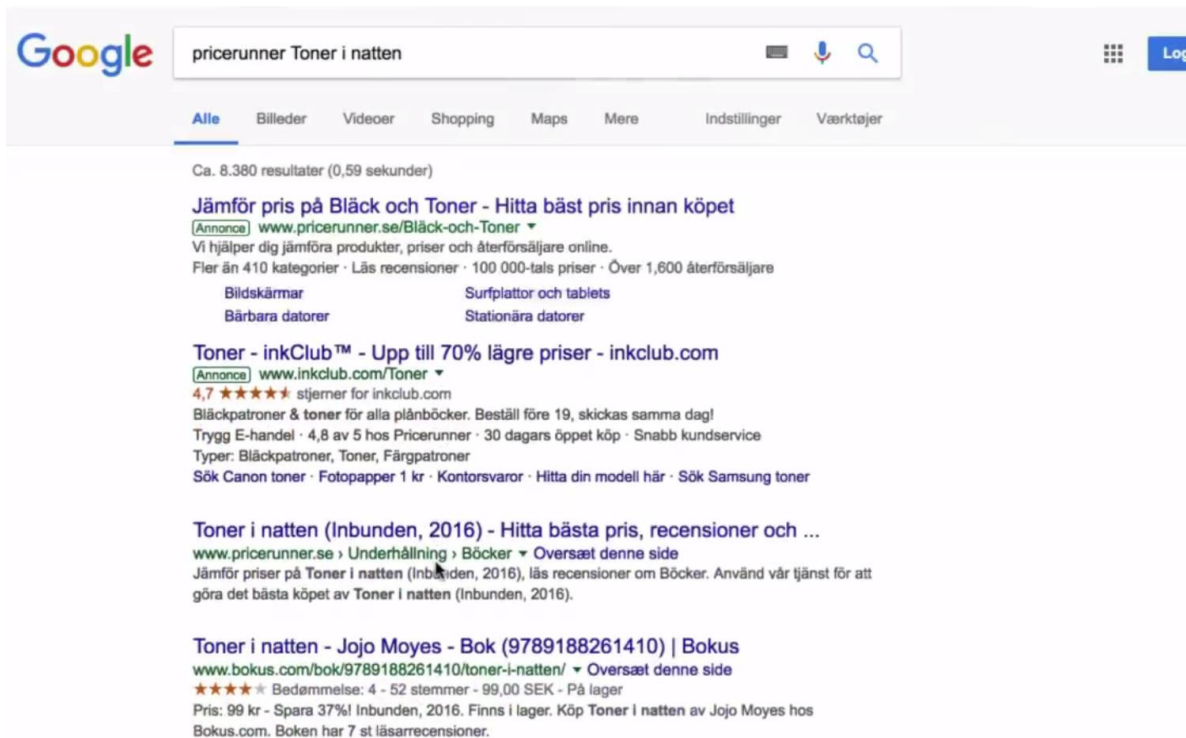 Google
pricerunner Toner i natten
Log
Alle Billeder Videoer Shopping Maps Mere Indstillinger Værktøjer
Ca. 8.380 resultater (0,59 sekunder)
Jämför pris på Bläck och Toner - Hitta bäst pris innan köpet
Annonce www.pricerunner.se/Bläck-och-Toner
Vi hjälper dig jämföra produkter, priser och återförsäljare online.
Fler än 410 kategorier · Läs recensioner · 100 000-tals priser · Över 1,600 återförsäljare
Bildskärmar Surfplattor och tablets
Bärbara datorer Stationära datorer
Toner - inkClub™ - Upp till 70% lägre priser - inkclub.com
Annonce www.inkclub.com/Toner
4,7 ★★★★★ stjerner for inkclub.com
Bläckpatroner & toner för alla plånböcker. Beställ före 19, skickas samma dag!
Trygg E-handel · 4,8 av 5 hos Pricerunner · 30 dagars öppet köp · Snabb kundservice
Typer: Bläckpatroner, Toner, Färgpatroner
Sök Canon toner · Fotopapper 1 kr · Kontorsvaror · Hitta din modell här · Sök Samsung toner
Toner i natten (Inbunden, 2016) - Hitta bästa pris, recensioner och ...
www.pricerunner.se › Underhållning › Böcker Oversæt denne side
Jämför priser på Toner i natten (Inbunden, 2016), läs recensioner om Böcker. Använd vår tjänst för att
göra det bästa köpet av Toner i natten (Inbunden, 2016).
Toner i natten - Jojo Moyes - Bok (9789188261410) | Bokus
www.bokus.com/bok/9789188261410/toner-i-natten/ Oversæt denne side
★★★★★ Bedømmelse: 4 - 52 stemmer - 99,00 SEK - På lager
Pris: 99 kr - Spara 37%! Inbunden, 2016. Finns i lager. Köp Toner i natten av Jojo Moyes hos
Bokus.com. Boken har 7 st läsarrecensioner.